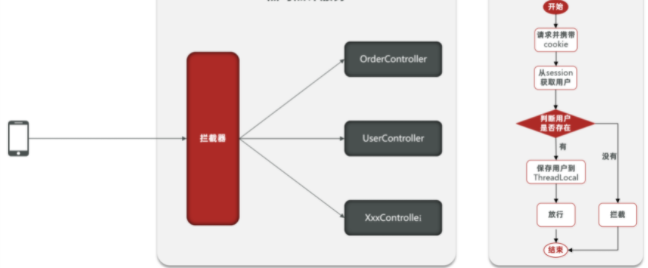 开始
请求并携带
cookie
从session
获取用户
判断用户
是否存在
有
没有
保存用户到
ThreadLocal
放行
拦截
结束
拦截器
OrderController
UserController
XxxController